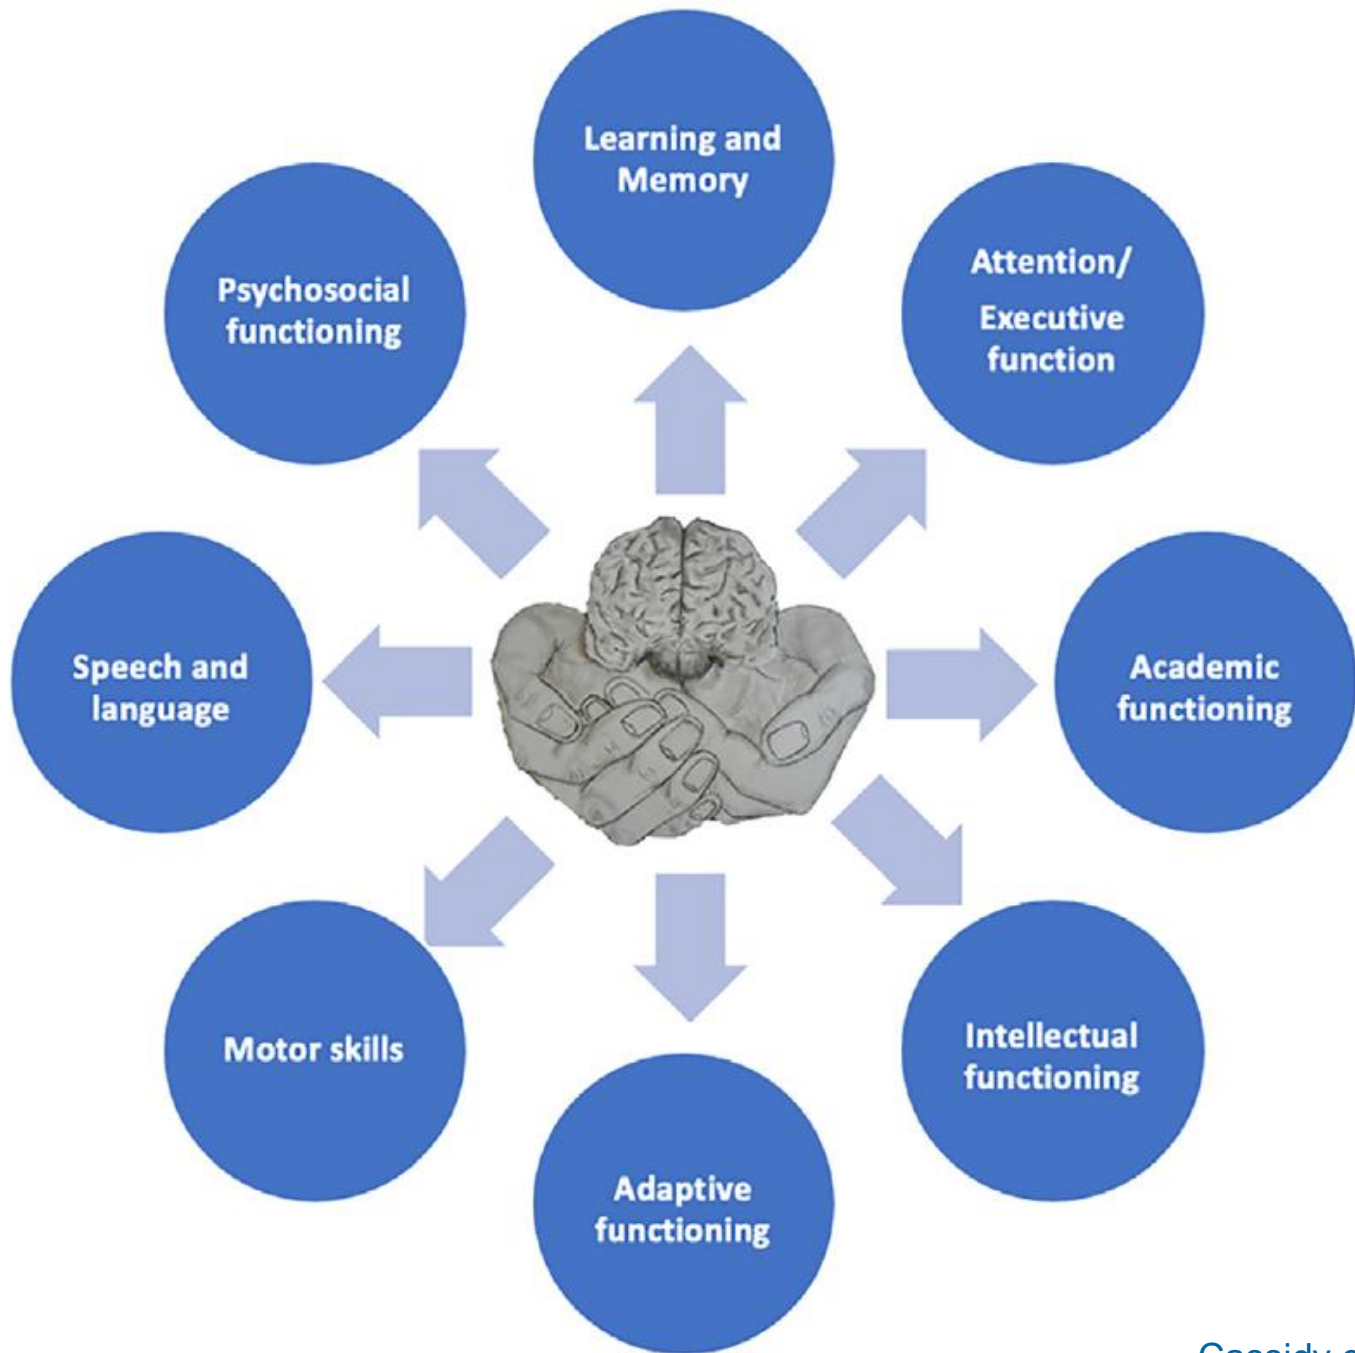 Learning and
Memory
Attention/
Executive
function
Academic
functioning
Intellectual
functioning
Adaptive
functioning
Motor skills
Speech and
language
Psychosocial
functioning